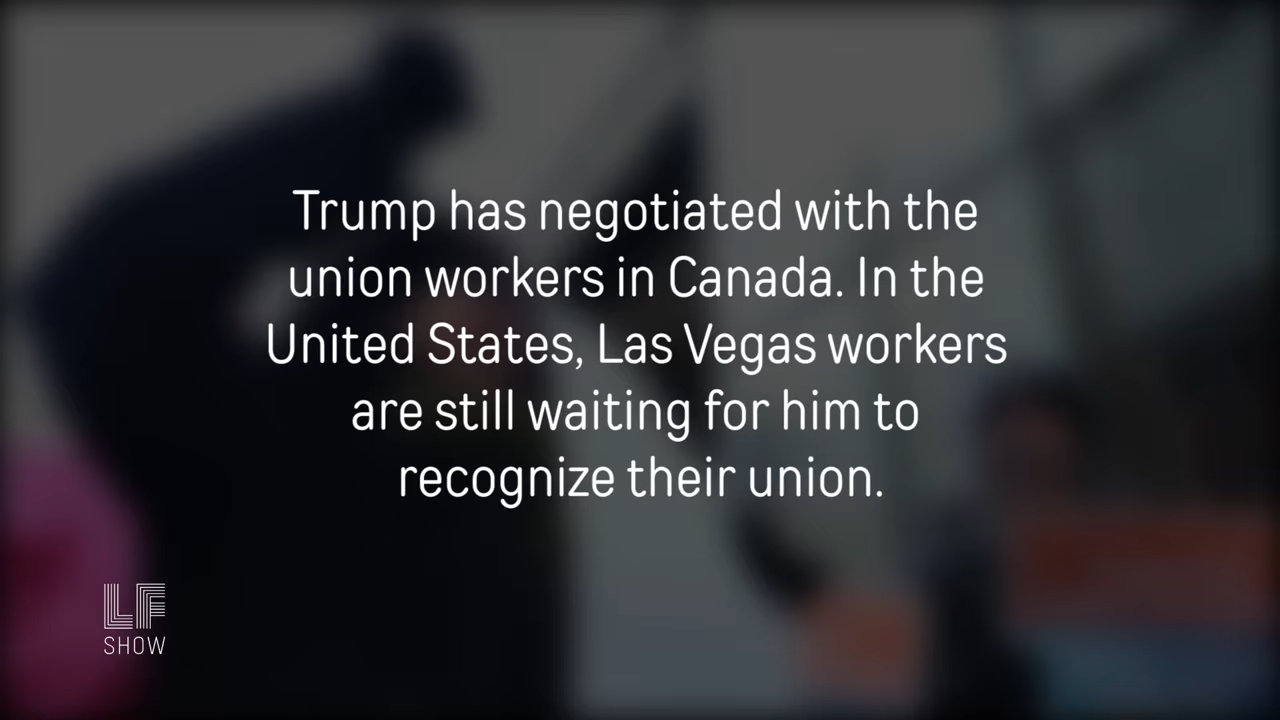 Trump has negotiated with the
union workers in Canada. In the
United States, Las Vegas workers
are still waiting for him to
recognize their union.
LF
SHOW